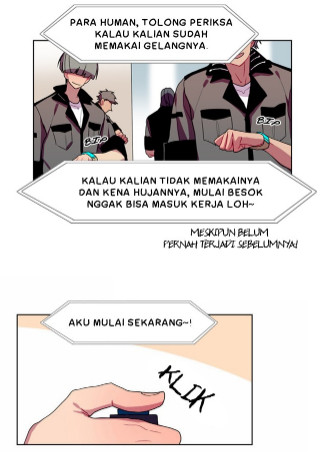 PARA HUMAN, TOLONG PERIKSA
KALAU KALIAN SUDAH
MEMAKAI GELANGNYA.
BIP~
BIP~
KALAU KALIAN TIDAK MEMAKAINYA
DAN KENA HUJANNYA, MULAI BESOK
NGGAK BISA MASUK KERJA LOH~
MESKIPUN BELUM
PERNAH TERJADI SEBELUMNYA!
AKU MULAI SEKARANG~!
KLIK